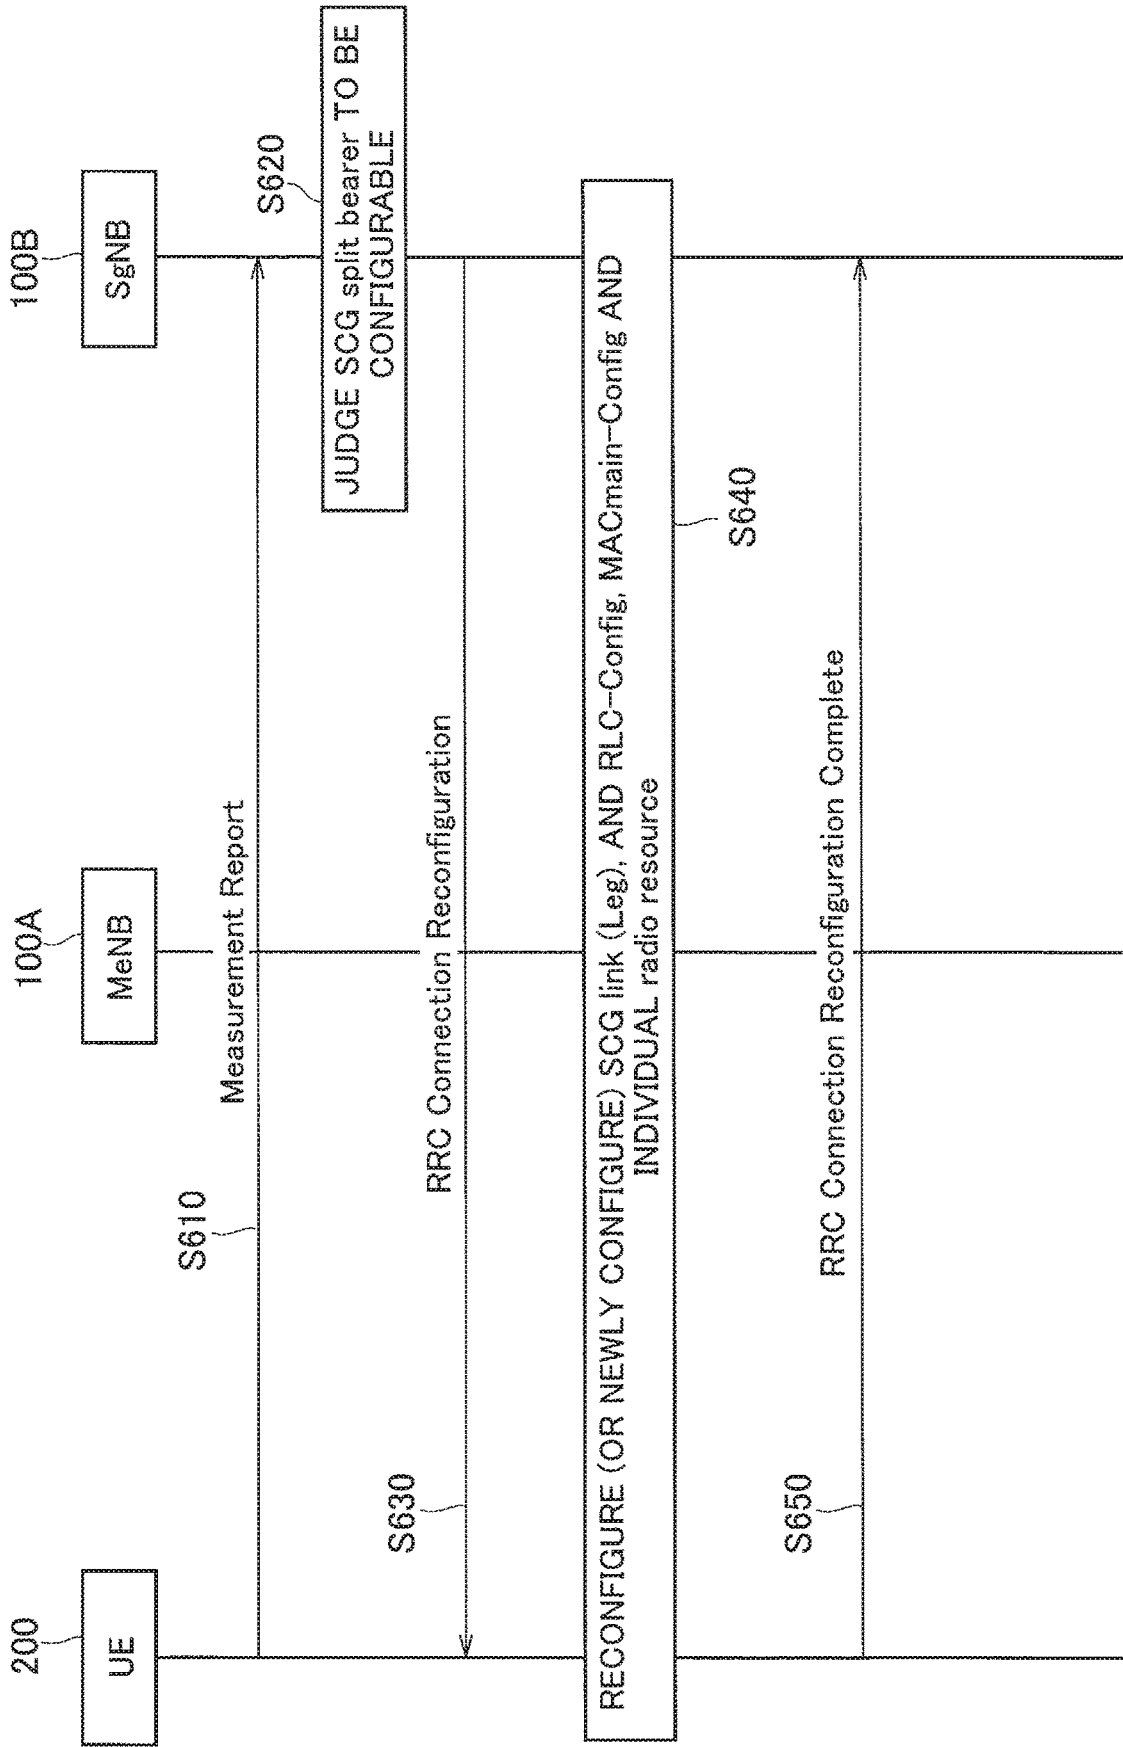 200
UE
100A
MeNB
100B
SgNB
S610
Measurement Report
S620
JUDGE SCG split bearer TO BE
CONFIGURABLE
S630
RRC Connection Reconfiguration
RECONFIGURE (OR NEWLY CONFIGURE) SCG link (Leg), AND RLC-Config, MACmain-Config AND
INDIVIDUAL radio resource
S640
S650
RRC Connection Reconfiguration Complete